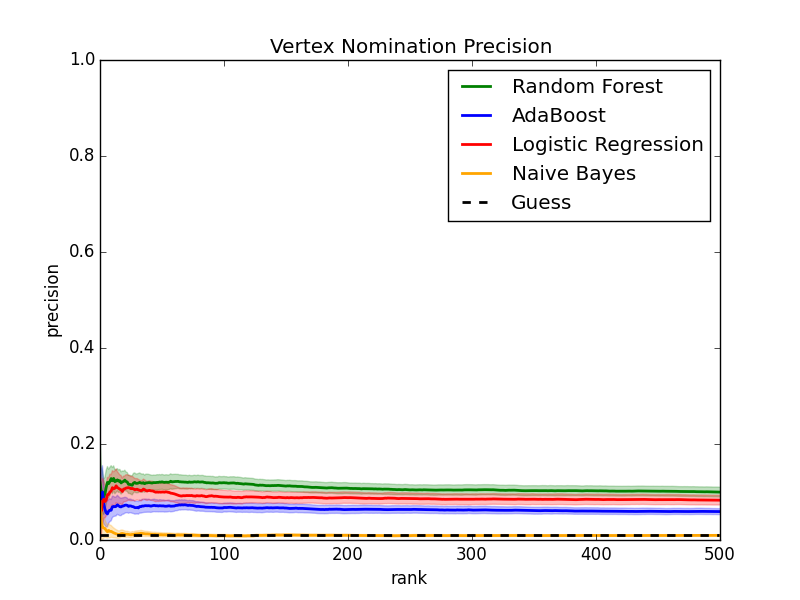 Vertex Nomination Precision
1.0
0.8
0.6
0.4
0.2
0.0
precision
Random Forest
AdaBoost
Logistic Regression
Naive Bayes
Guess
0 100 200 300 400 500
rank